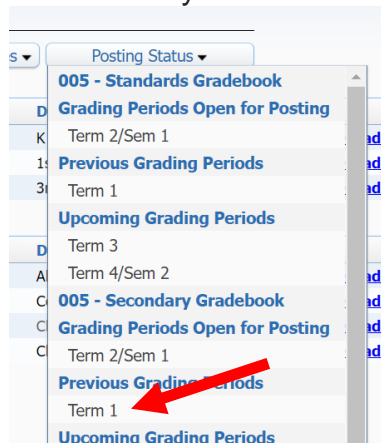 Posting Status
005 - Standards Gradebook
Grading Periods Open for Posting
Term 2/Sem 1
Previous Grading Periods
Term 1
Upcoming Grading Periods
Term 3
Term 4/Sem 2
005 - Secondary Gradebook
Grading Periods Open for Posting
Term 2/Sem 1
Previous Grading Periods
Term 1
Upcoming Grading Periods